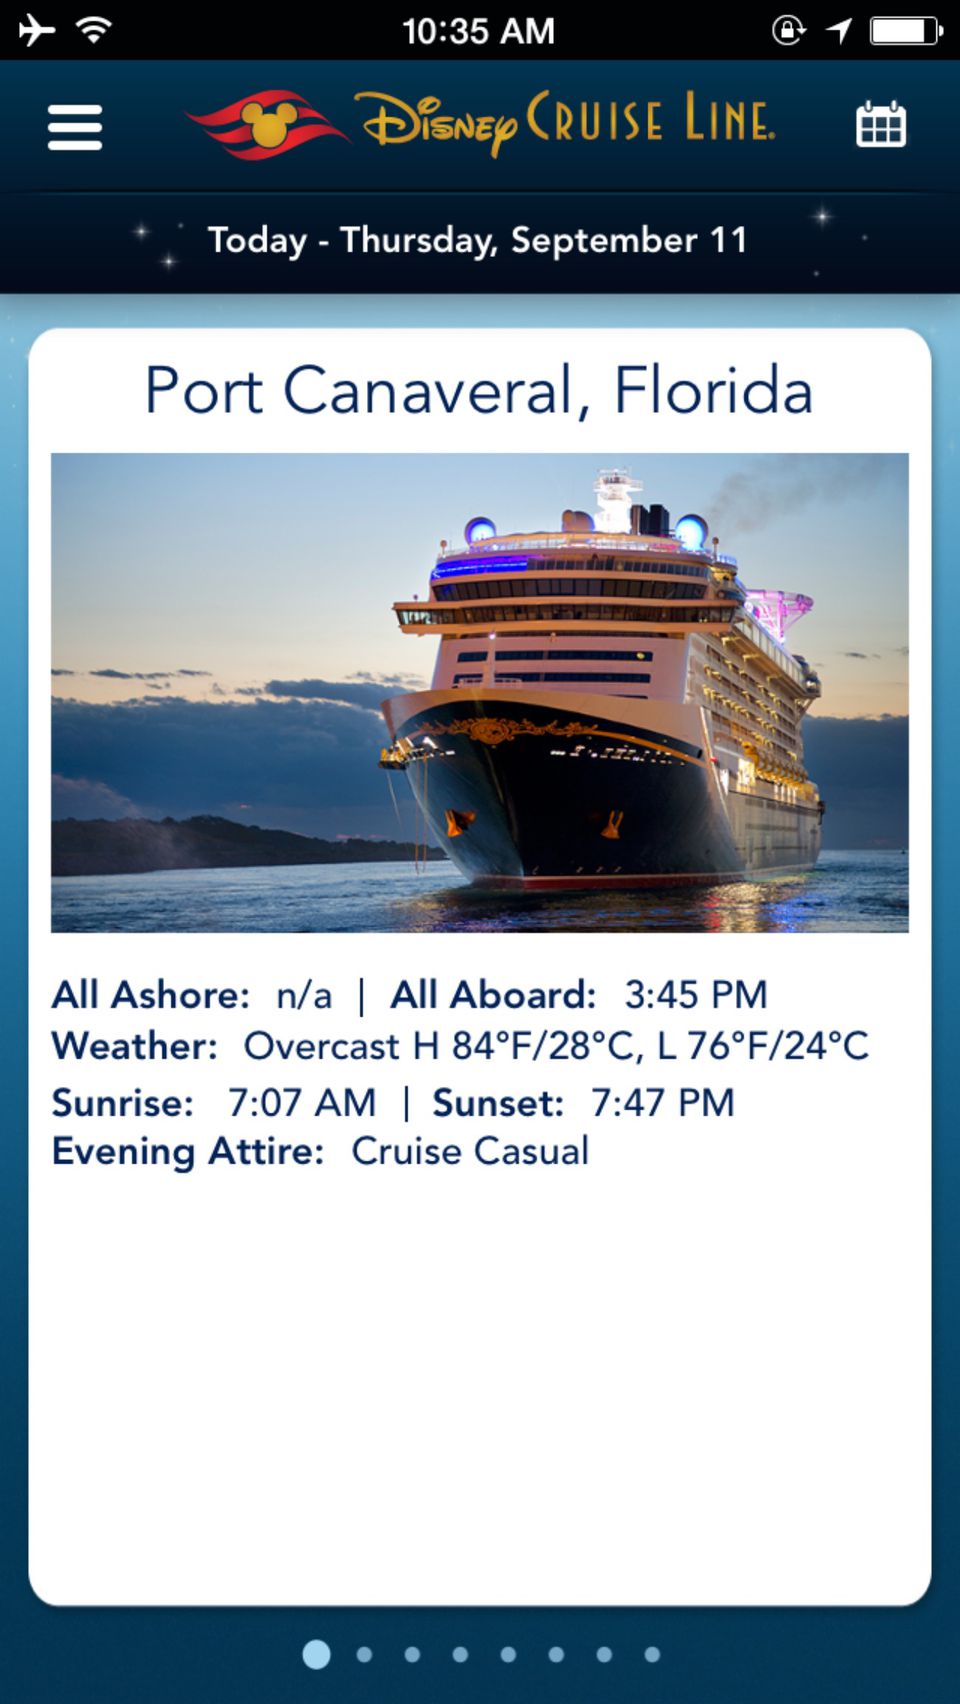 10:35 AM
Disney Cruise Line.
Today - Thursday, September 11
Port Canaveral, Florida
All Ashore: n/a | All Aboard: 3:45 PM
Weather: Overcast H 84°F/28°C, L 76°F/24°C
Sunrise: 7:07 AM | Sunset: 7:47 PM
Evening Attire: Cruise Casual